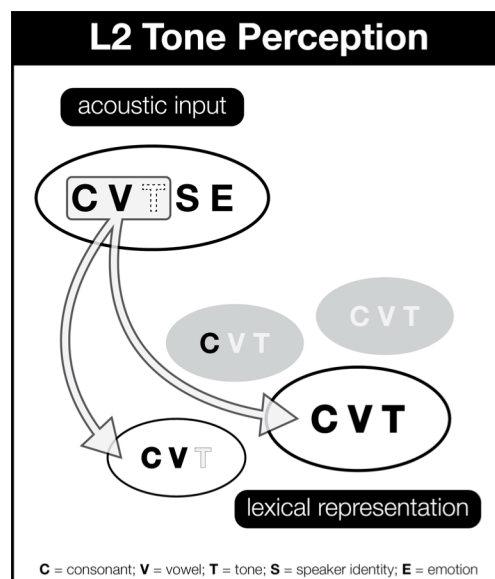 L2 Tone Perception
acoustic input
C V T S E
C V T
C V T
C V T
C V T
lexical representation
C = consonant; V = vowel; T = tone; S = speaker identity; E = emotion